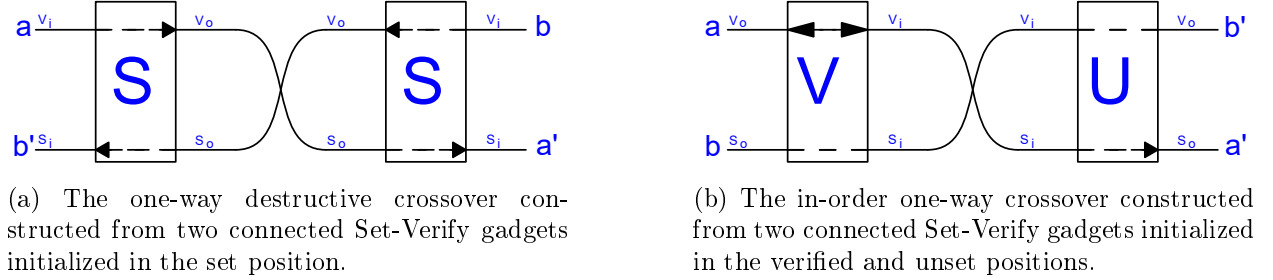 a vᵢ vₒ vₒ vᵢ b
S S
b' sᵢ sₒ sₒ sᵢ a'
a vₒ vᵢ vᵢ vₒ b'
V U
b sₒ sᵢ sᵢ sₒ a'
(a) The one-way destructive crossover con-
structed from two connected Set-Verify gadgets
initialized in the set position.
(b) The in-order one-way crossover constructed
from two connected Set-Verify gadgets initialized
in the verified and unset positions.